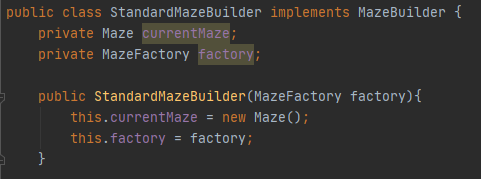 public class StandardMazeBuilder implements MazeBuilder {
    private Maze currentMaze;
    private MazeFactory factory;

    public StandardMazeBuilder(MazeFactory factory){
        this.currentMaze = new Maze();
        this.factory = factory;
    }